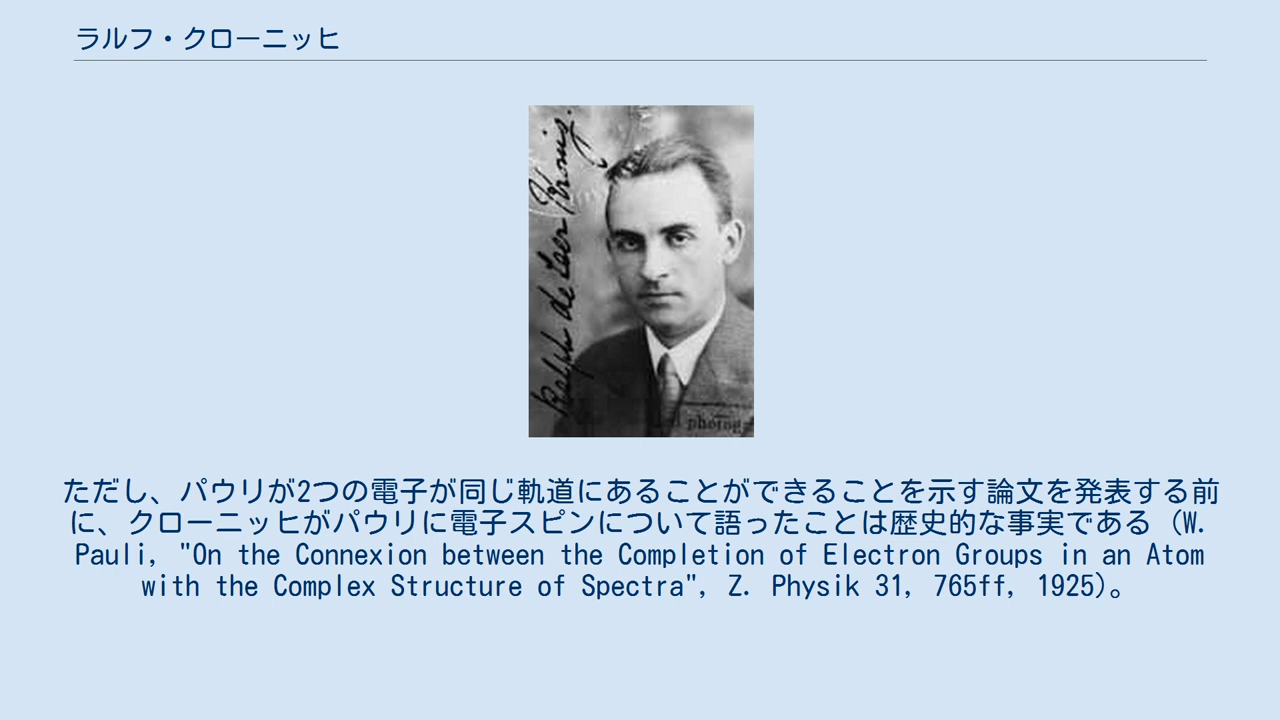 ラルフ・クローニッヒ
Ralph de Laer Kronig.
photog
ただし、パウリが2つの電子が同じ軌道にあることができることを示す論文を発表する前
に、クローニッヒがパウリに電子スピンについて語ったことは歴史的な事実である (W.
Pauli, "On the Connexion between the Completion of Electron Groups in an Atom
with the Complex Structure of Spectra", Z. Physik 31, 765ff, 1925)。